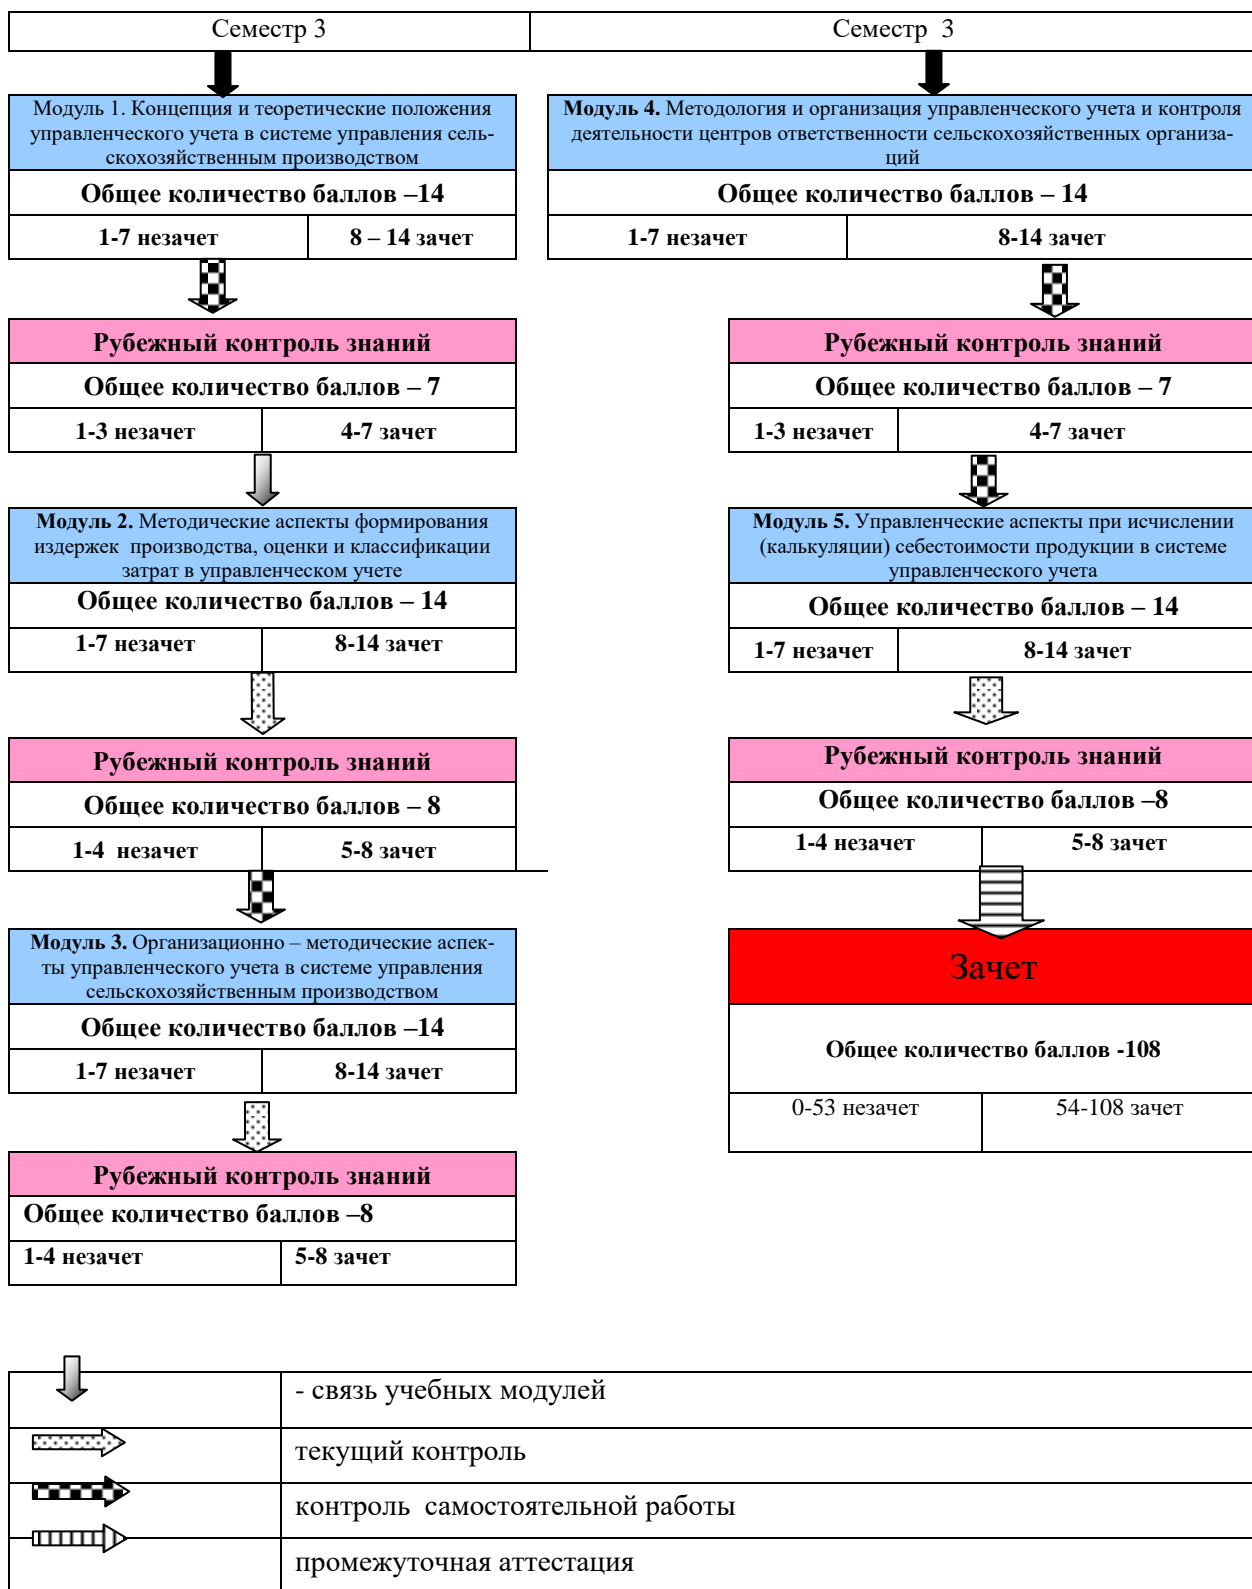 Семестр 3
Семестр 3
Модуль 1. Концепция и теоретические положения
управленческого учета в системе управления сель-
скохозяйственным производством
Общее количество баллов –14
1-7 незачет
8 – 14 зачет
Рубежный контроль знаний
Общее количество баллов – 7
1-3 незачет
4-7 зачет
Модуль 2. Методические аспекты формирования
издержек производства, оценки и классификации
затрат в управленческом учете
Общее количество баллов – 14
1-7 незачет
8-14 зачет
Рубежный контроль знаний
Общее количество баллов – 8
1-4 незачет
5-8 зачет
Модуль 3. Организационно – методические аспек-
ты управленческого учета в системе управления
сельскохозяйственным производством
Общее количество баллов –14
1-7 незачет
8-14 зачет
Рубежный контроль знаний
Общее количество баллов –8
1-4 незачет
5-8 зачет
Модуль 4. Методология и организация управленческого учета и контроля
деятельности центров ответственности сельскохозяйственных организа-
ций
Общее количество баллов – 14
1-7 незачет
8-14 зачет
Рубежный контроль знаний
Общее количество баллов – 7
1-3 незачет
4-7 зачет
Модуль 5. Управленческие аспекты при исчислении
(калькуляции) себестоимости продукции в системе
управленческого учета
Общее количество баллов – 14
1-7 незачет
8-14 зачет
Рубежный контроль знаний
Общее количество баллов –8
1-4 незачет
5-8 зачет
Зачет
Общее количество баллов -108
0-53 незачет
54-108 зачет
- связь учебных модулей
текущий контроль
контроль самостоятельной работы
промежуточная аттестация